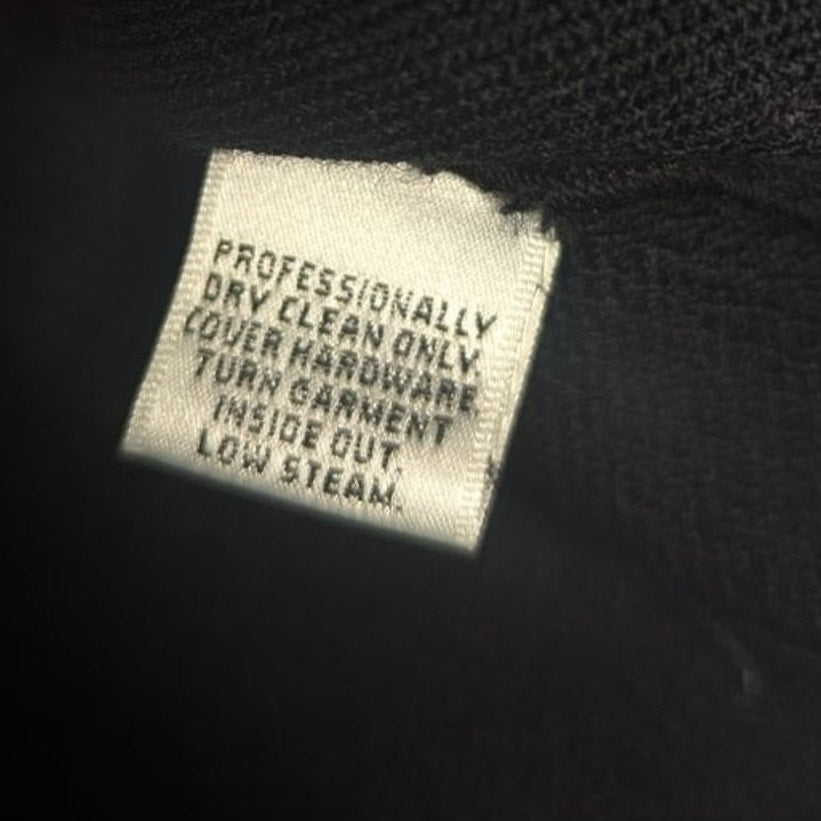 PROFESSIONALLY
DRY CLEAN ONLY.
COVER HARDWARE
TURN GARMENT
INSIDE OUT.
LOW STEAM.